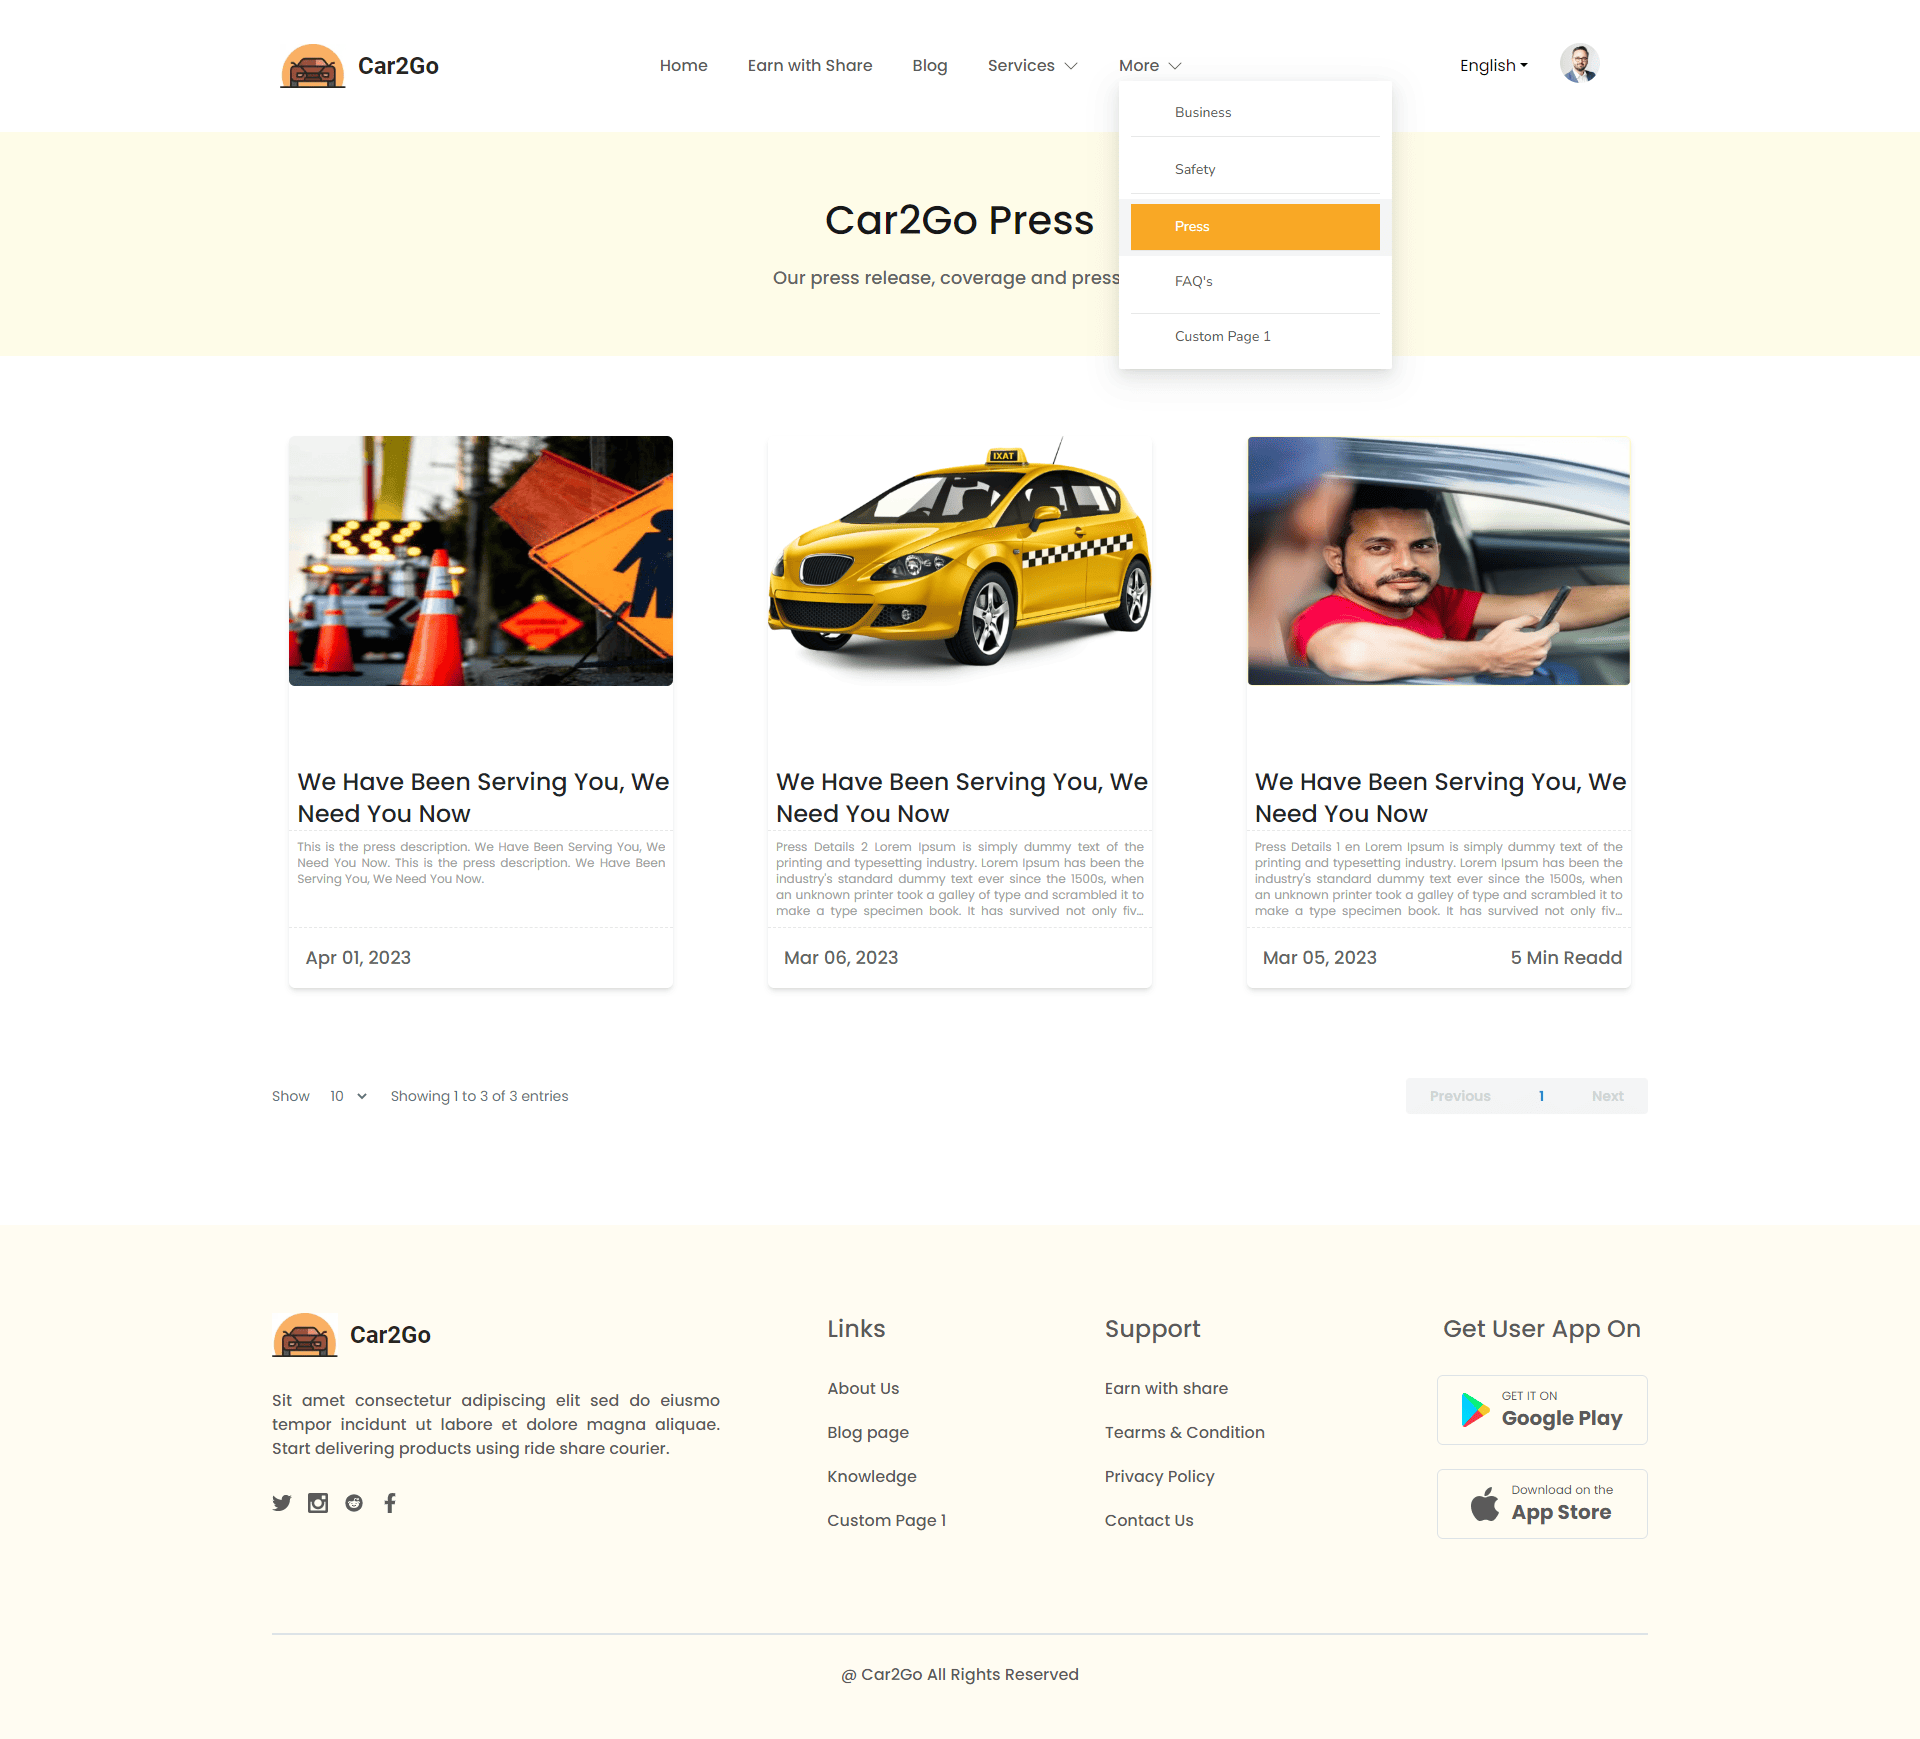 Car2Go
Home
Earn with Share
Blog
Services
More
English
Business
Safety
Press
FAQ's
Custom Page 1
Car2Go Press
Our press release, coverage and press
IXAT
We Have Been Serving You, We
Need You Now
This is the press description. We Have Been Serving You, We
Need You Now. This is the press description. We Have Been
Serving You, We Need You Now.
Apr 01, 2023
We Have Been Serving You, We
Need You Now
Press Details 2 Lorem Ipsum is simply dummy text of the
printing and typesetting industry. Lorem Ipsum has been the
industry's standard dummy text ever since the 1500s, when
an unknown printer took a galley of type and scrambled it to
make a type specimen book. It has survived not only fiv...
Mar 06, 2023
We Have Been Serving You, We
Need You Now
Press Details 1 en Lorem Ipsum is simply dummy text of the
printing and typesetting industry. Lorem Ipsum has been the
industry's standard dummy text ever since the 1500s, when
an unknown printer took a galley of type and scrambled it to
make a type specimen book. It has survived not only fiv...
Mar 05, 2023
5 Min Readd
Show 10 Showing 1 to 3 of 3 entries
Previous 1 Next
Car2Go
Sit amet consectetur adipiscing elit sed do eiusmo
tempor incidunt ut labore et dolore magna aliquae.
Start delivering products using ride share courier.
Links
About Us
Blog page
Knowledge
Custom Page 1
Support
Earn with share
Tearms & Condition
Privacy Policy
Contact Us
Get User App On
GET IT ON
Google Play
Download on the
App Store
@ Car2Go All Rights Reserved